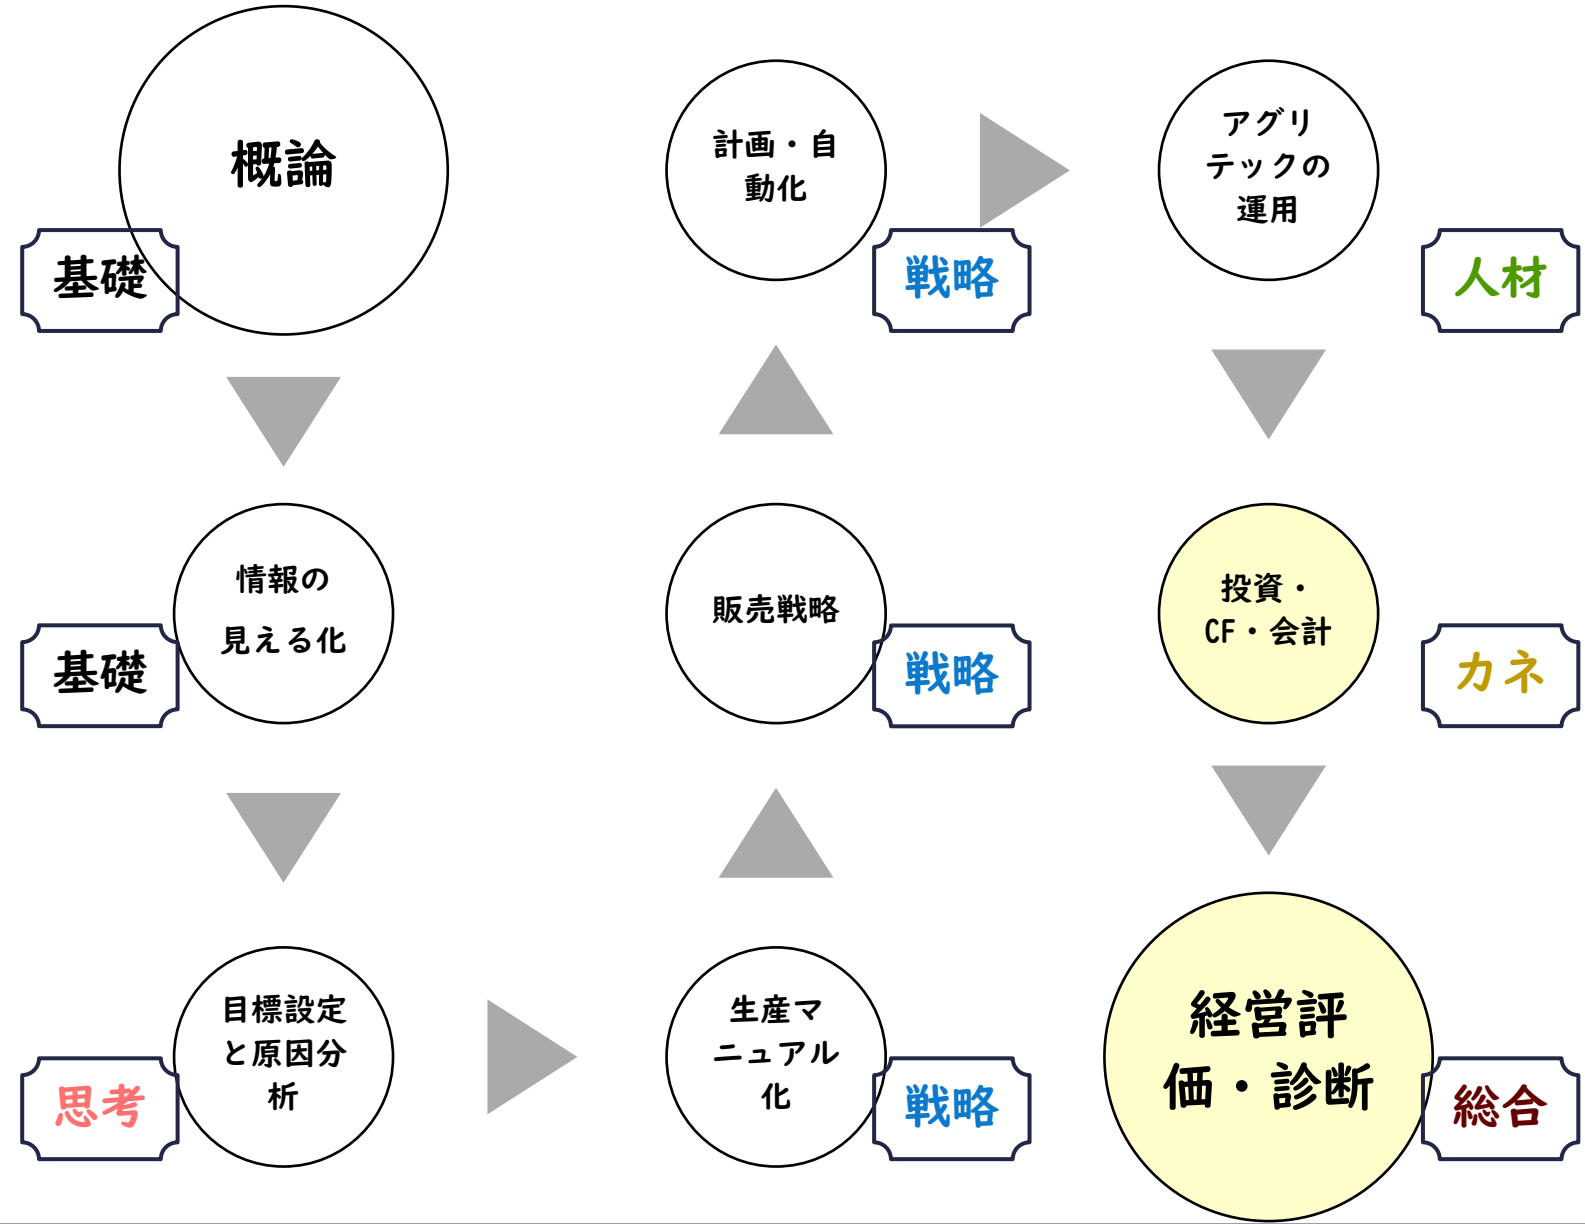 概論
基礎
情報の
見える化
基礎
目標設定
と原因分
析
思考
生産マ
ニュアル
化
戦略
販売戦略
戦略
計画・自
動化
戦略
アグリ
テックの
運用
人材
投資・
CF・会計
カネ
経営評
価・診断
総合